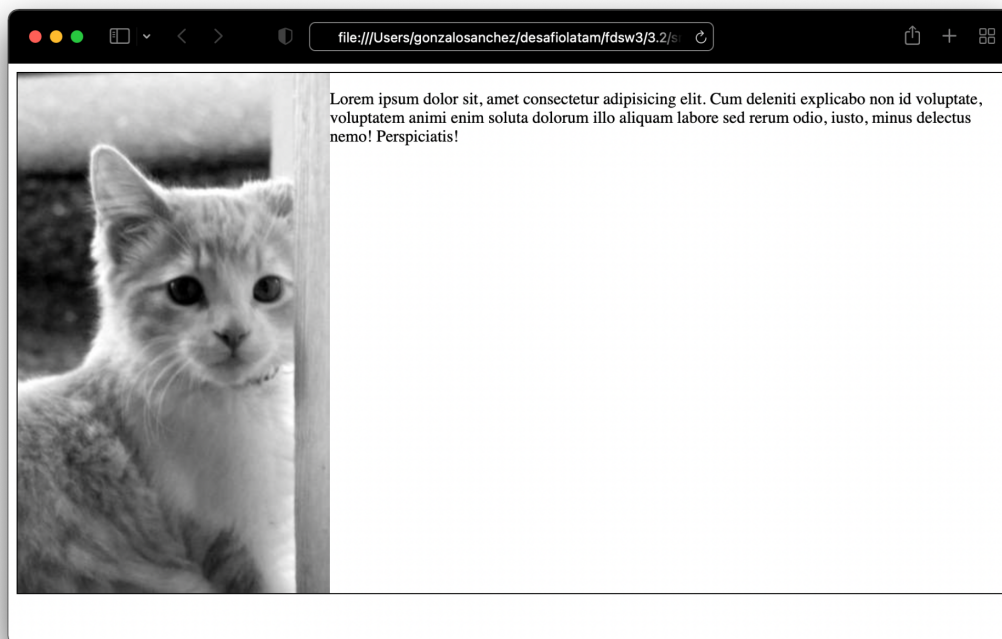 file:///Users/gonzalosanchez/desafiolatam/fdsw3/3.2/s
Lorem ipsum dolor sit, amet consectetur adipisicing elit. Cum deleniti explicabo non id voluptate,
voluptatem animi enim soluta dolorum illo aliquam labore sed rerum odio, iusto, minus delectus
nemo! Perspiciatis!